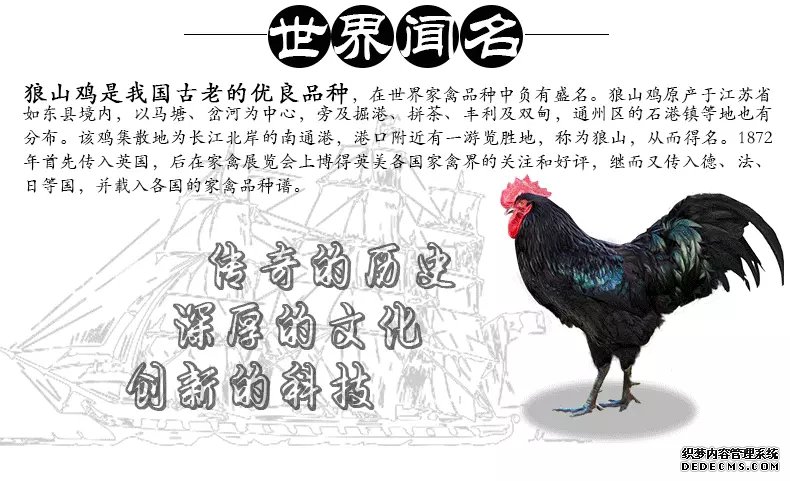 世界闻名
狼山鸡是我国古老的优良品种，在世界家禽品种中负有盛名。狼山鸡原产于江苏省
如东县境内，以马塘、岔河为中心，旁及掘港、拼茶、丰利及双甸，通州区的石港镇等地也有
分布。该鸡集散地为长江北岸的南通港，港口附近有一游览胜地，称为狼山，从而得名。1872
年首先传入英国，后在家禽展览会上博得英美各国家禽界的关注和好评，继而又传入德、法、
日等国，并载入各国的家禽品种谱。
传奇的历史
深厚的文化
创新的科技
织梦内容管理系统
DEDECMS.COM